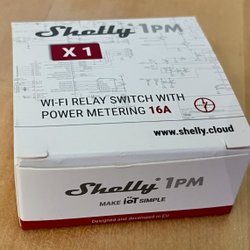 Shelly® 1PM
X 1
WI-FI RELAY SWITCH WITH
POWER METERING 16A
www.shelly.cloud
Shelly® 1PM
MAKE IOT SIMPLE
Designed and developed in EU